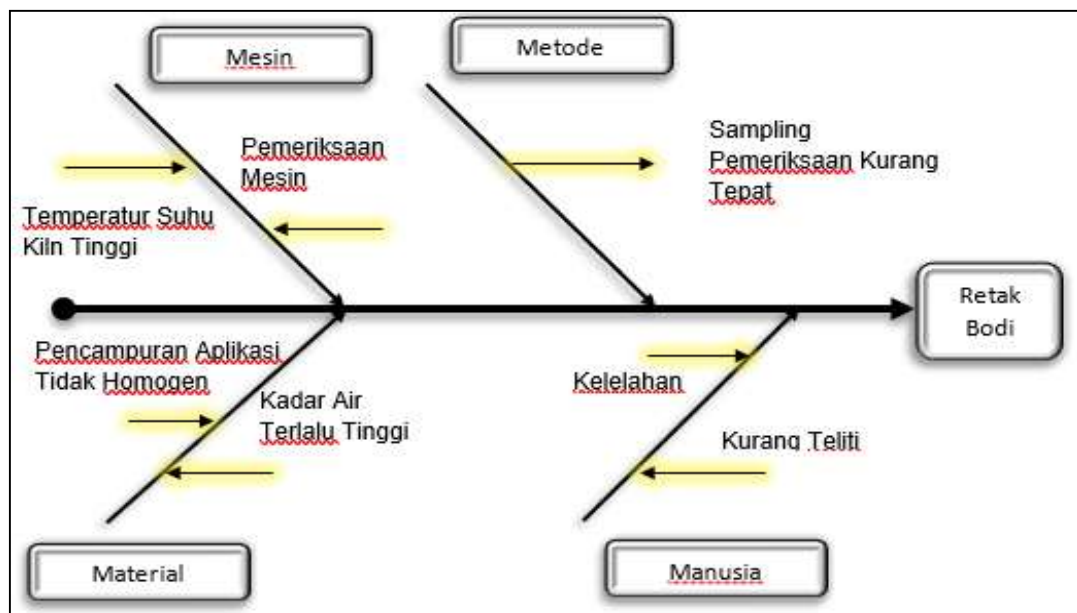 Mesin
Metode
Pemeriksaan
Mesin
Sampling
Pemeriksaan Kurang
Tepat
Temperatur Suhu
Kiln Tinggi
Retak
Bodi
Pencampuran Aplikasi
Tidak Homogen
Kadar Air
Terlalu Tinggi
Kelelahan
Kurang Teliti
Material
Manusia